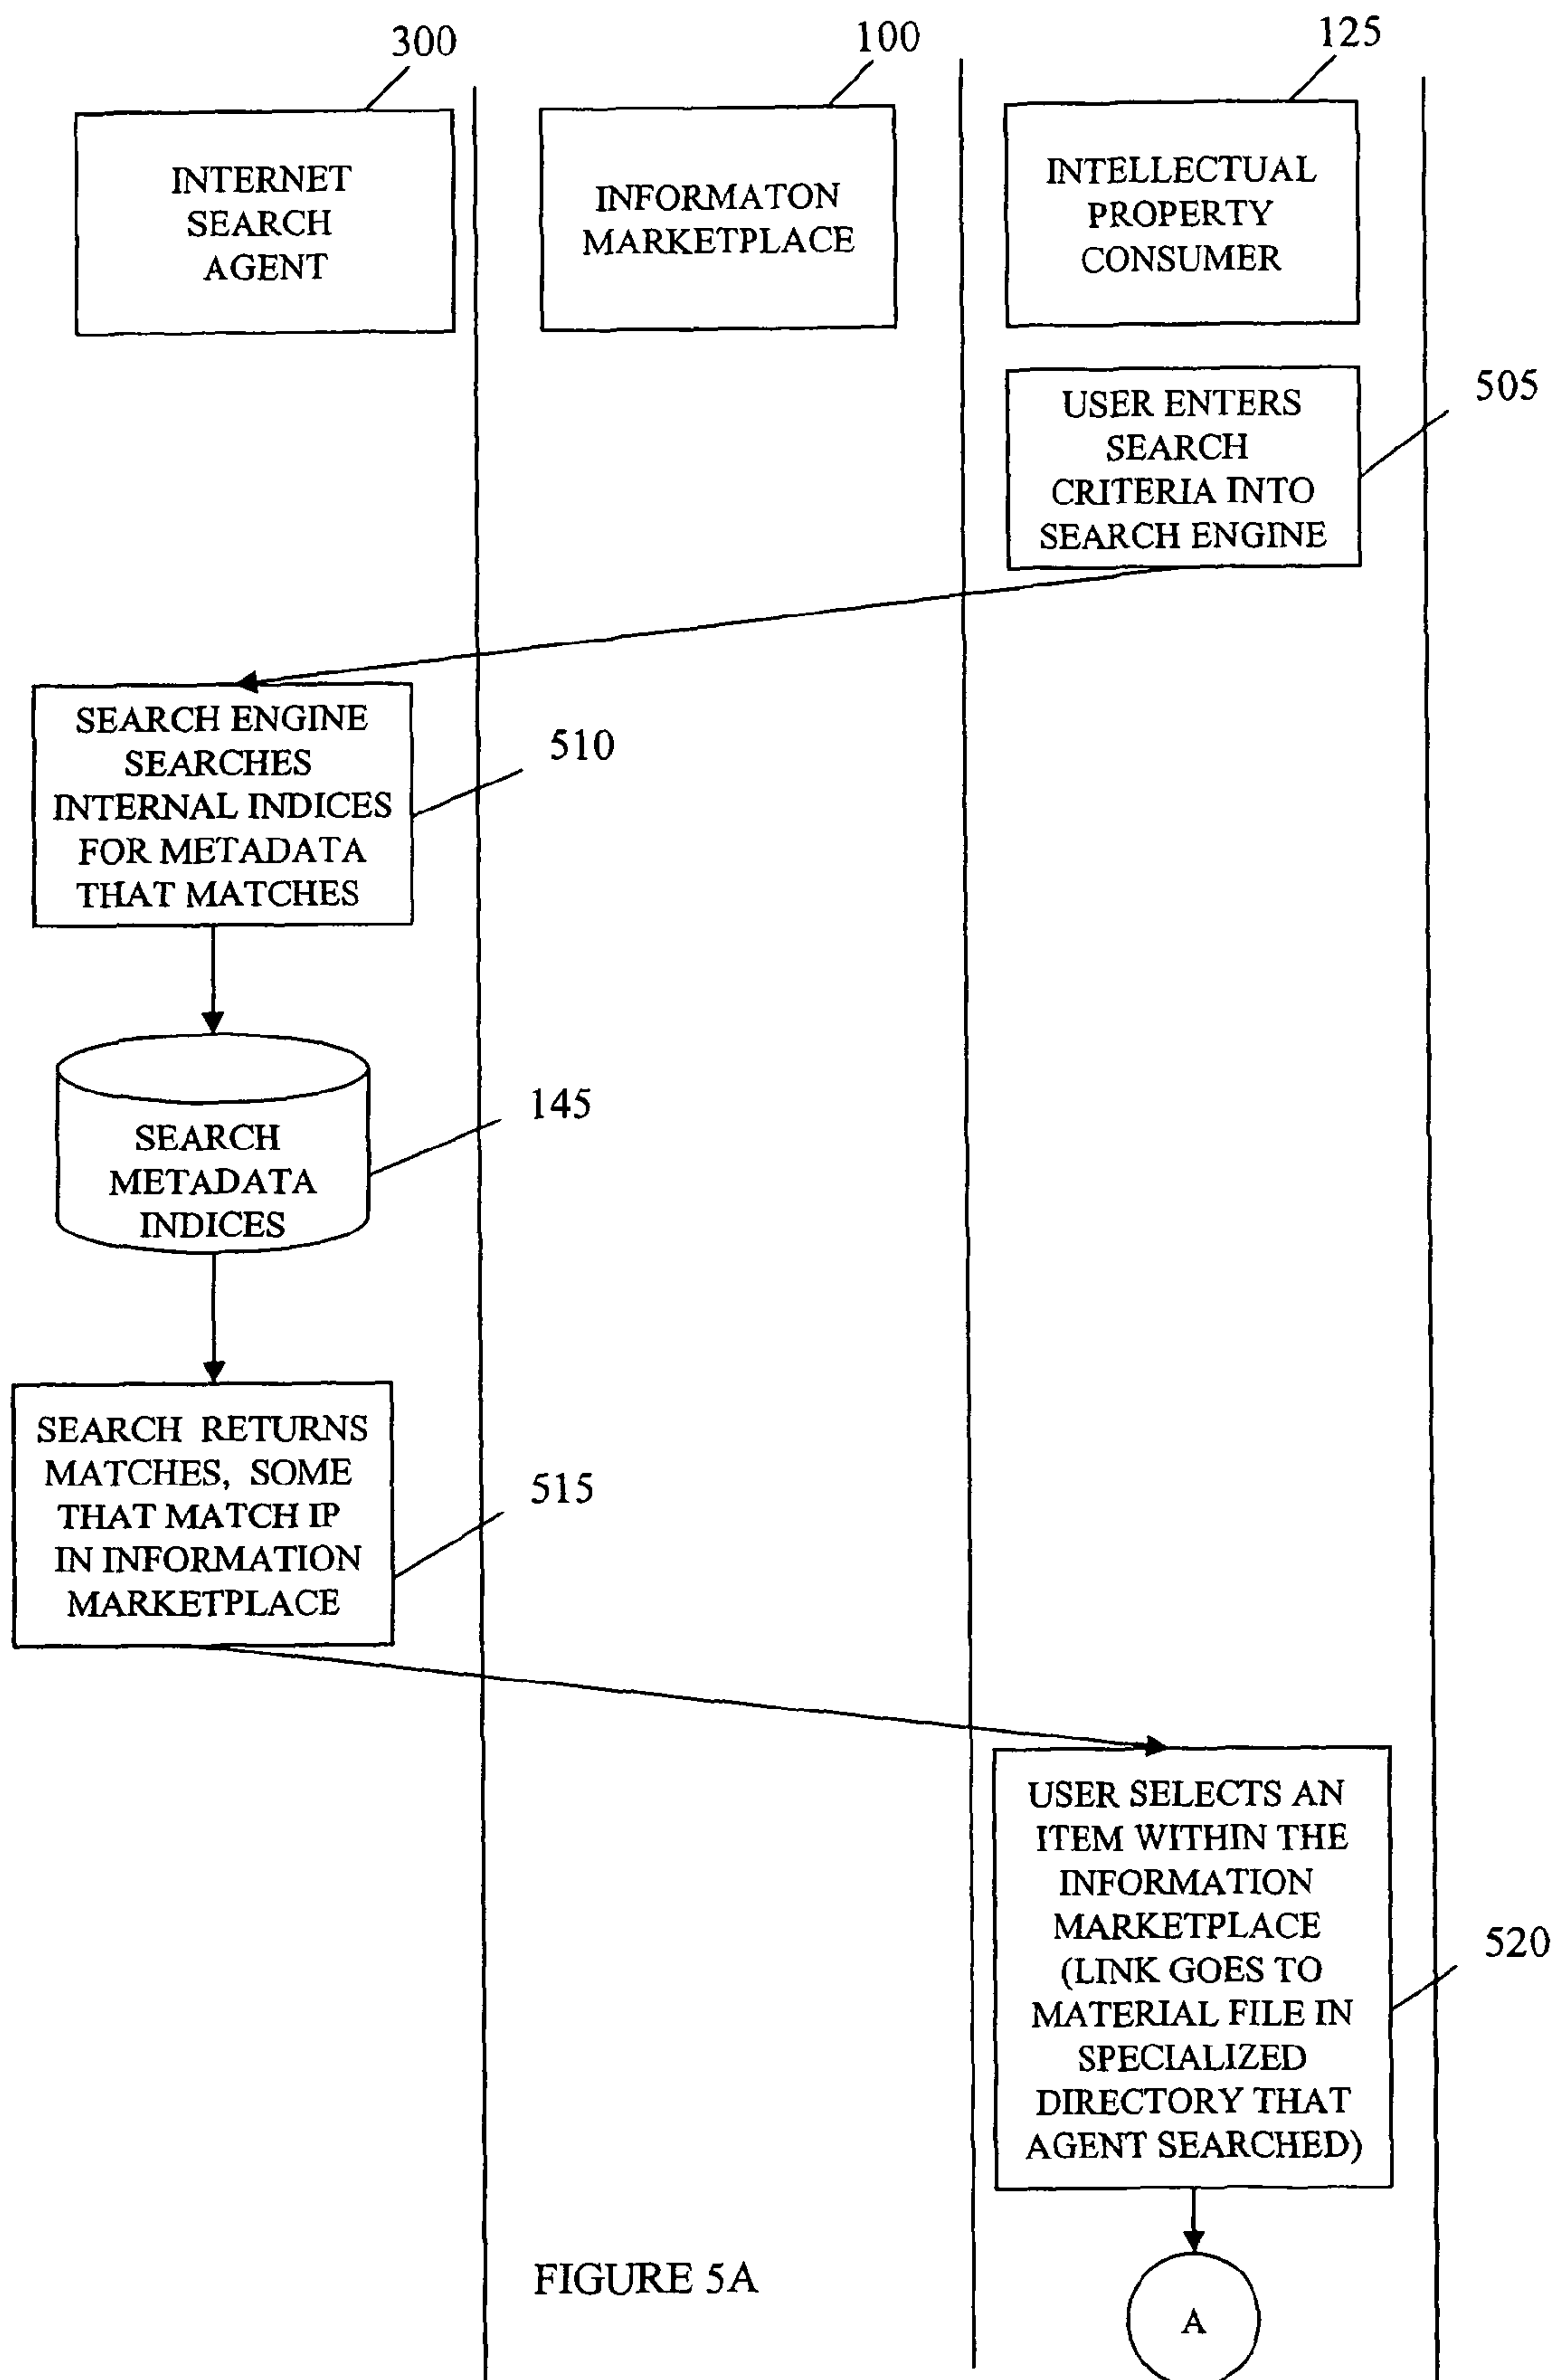 300
100
125
INTERNET
SEARCH
AGENT
INFORMATON
MARKETPLACE
INTELLECTUAL
PROPERTY
CONSUMER
505
USER ENTERS
SEARCH
CRITERIA INTO
SEARCH ENGINE
510
SEARCH ENGINE
SEARCHES
INTERNAL INDICES
FOR METADATA
THAT MATCHES
145
SEARCH
METADATA
INDICES
515
SEARCH RETURNS
MATCHES, SOME
THAT MATCH IP
IN INFORMATION
MARKETPLACE
520
USER SELECTS AN
ITEM WITHIN THE
INFORMATION
MARKETPLACE
(LINK GOES TO
MATERIAL FILE IN
SPECIALIZED
DIRECTORY THAT
AGENT SEARCHED)
A
FIGURE 5A